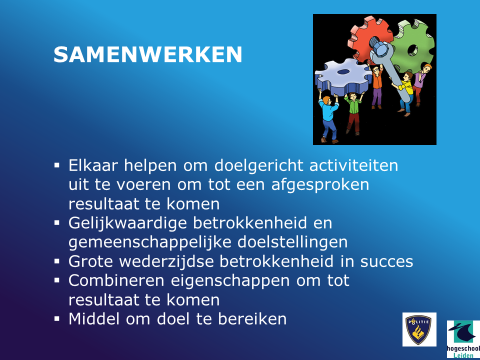 SAMENWERKEN
▪ Elkaar helpen om doelgericht activiteiten
uit te voeren om tot een afgesproken
resultaat te komen
▪ Gelijkwaardige betrokkenheid en
gemeenschappelijke doelstellingen
▪ Grote wederzijdse betrokkenheid in succes
▪ Combineren eigenschappen om tot
resultaat te komen
▪ Middel om doel te bereiken
POLITIE
hogeschool
Leiden